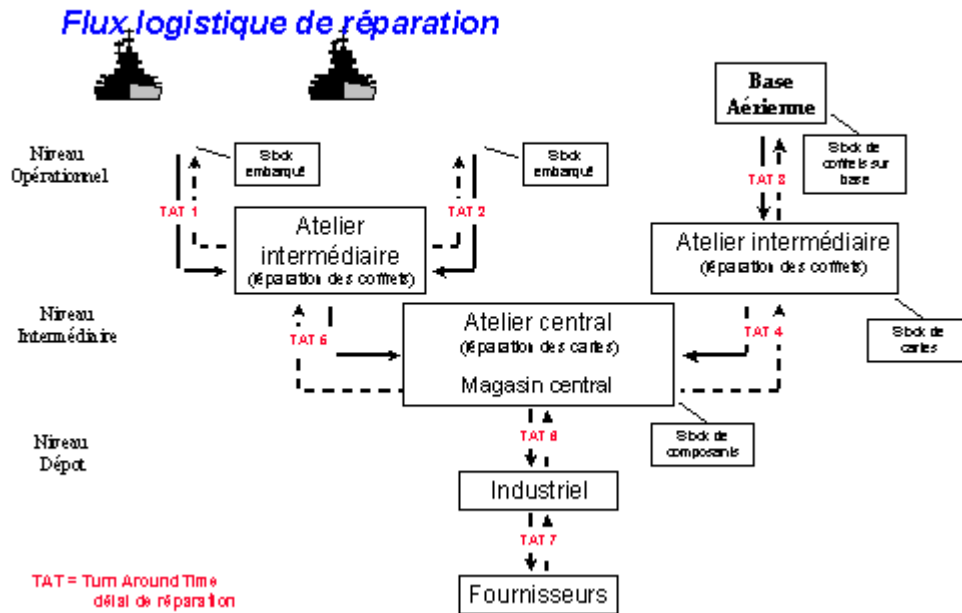 Flux logistique de réparation
Base
Aérienne
Niveau
Opérationnel
Stock
embarqué
Stock
embarqué
Stock de
coffrets sur
base
TAT 1
TAT 2
TAT 3
Atelier
intermédiaire
(réparation des coffrets)
Atelier intermédiaire
(réparation des coffrets)
Niveau
Intermédiaire
TAT 5
Atelier central
(réparation des cartes)
Magasin central
TAT 4
Stock de
cartes
Niveau
Dépot
TAT 6
Stock de
composants
Industriel
TAT 7
Fournisseurs
TAT = Turn Around Time
délai de réparation